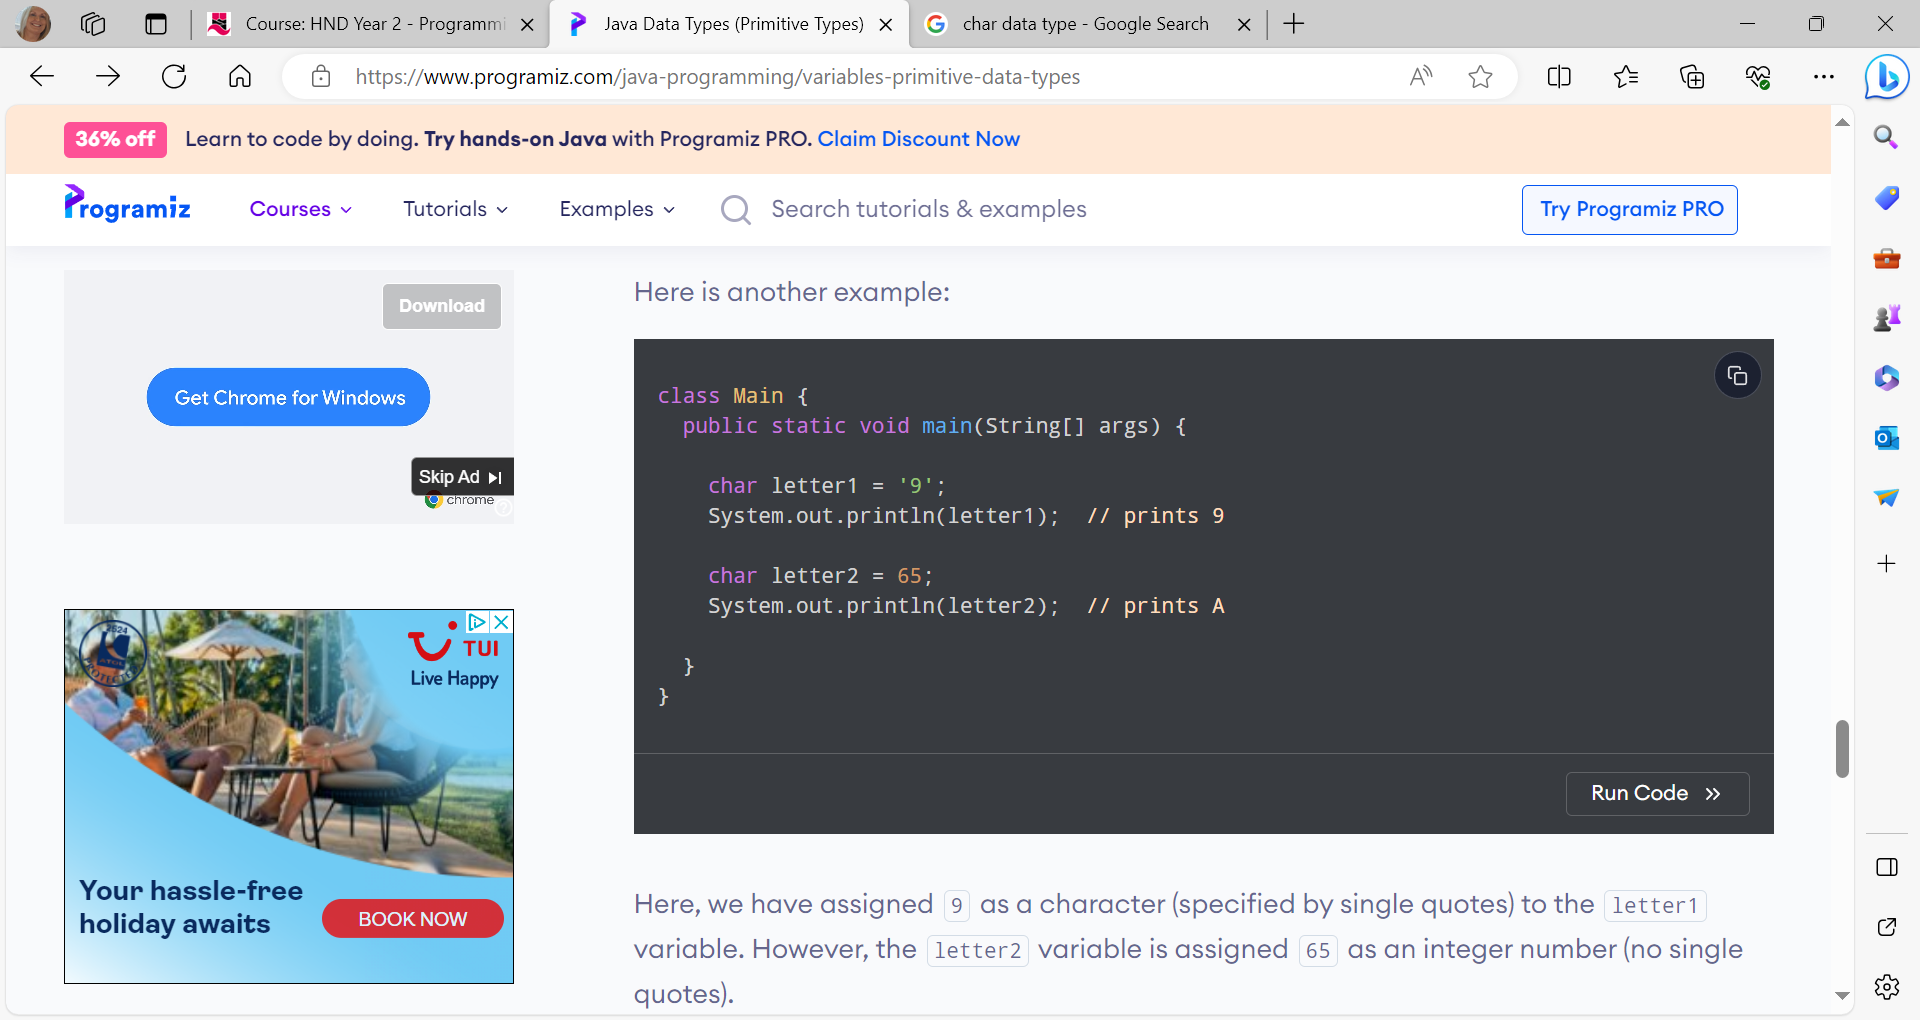 Course: HND Year 2 - Programmi
Java Data Types (Primitive Types)
char data type - Google Search
https://www.programiz.com/java-programming/variables-primitive-data-types
36% off Learn to code by doing. Try hands-on Java with Programiz PRO. Claim Discount Now
Programiz
Courses
Tutorials
Examples
Search tutorials & examples
Try Programiz PRO
Download
Get Chrome for Windows
Skip Ad
chrome
TUI
Live Happy
Your hassle-free
holiday awaits
BOOK NOW
Here is another example:
class Main {
public static void main(String[] args) {
char letter1 = '9';
System.out.println(letter1); // prints 9
char letter2 = 65;
System.out.println(letter2); // prints A
}
}
Run Code »
Here, we have assigned 9 as a character (specified by single quotes) to the letter1
variable. However, the letter2 variable is assigned 65 as an integer number (no single
quotes).